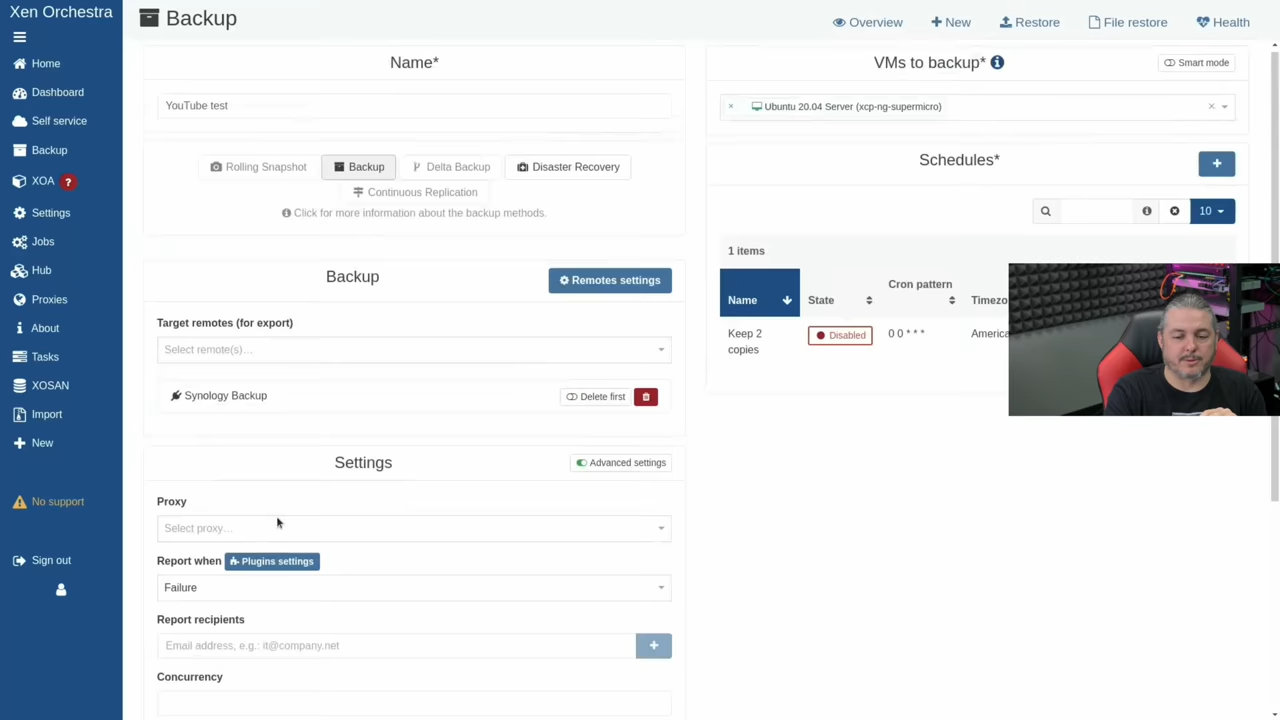 Xen Orchestra
Backup
Overview
New
Restore
File restore
Health
Home
Dashboard
Self service
Backup
XOA ?
Settings
Jobs
Hub
Proxies
About
Tasks
XOSAN
Import
New
No support
Sign out
Name*
YouTube test
Rolling Snapshot
Backup
Delta Backup
Disaster Recovery
Continuous Replication
Click for more information about the backup methods.
Backup
Remotes settings
Target remotes (for export)
Select remote(s)...
Synology Backup
Delete first
Settings
Advanced settings
Proxy
Select proxy...
Report when
Plugins settings
Failure
Report recipients
Email address, e.g.: it@company.net
Concurrency
VMs to backup*
Smart mode
× Ubuntu 20.04 Server (xcp-ng-supermicro) ×
Schedules*
10
1 items
Name
State
Cron pattern
Timezo
Keep 2
copies
Disabled
0 0 * * *
America